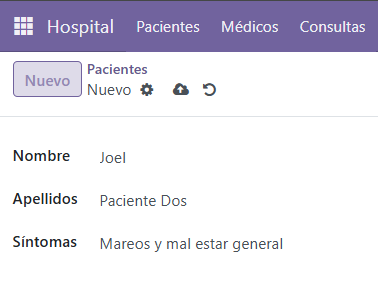 Hospital Pacientes Médicos Consultas
Nuevo
Pacientes
Nuevo
Nombre Joel
Apellidos Paciente Dos
Síntomas Mareos y mal estar general